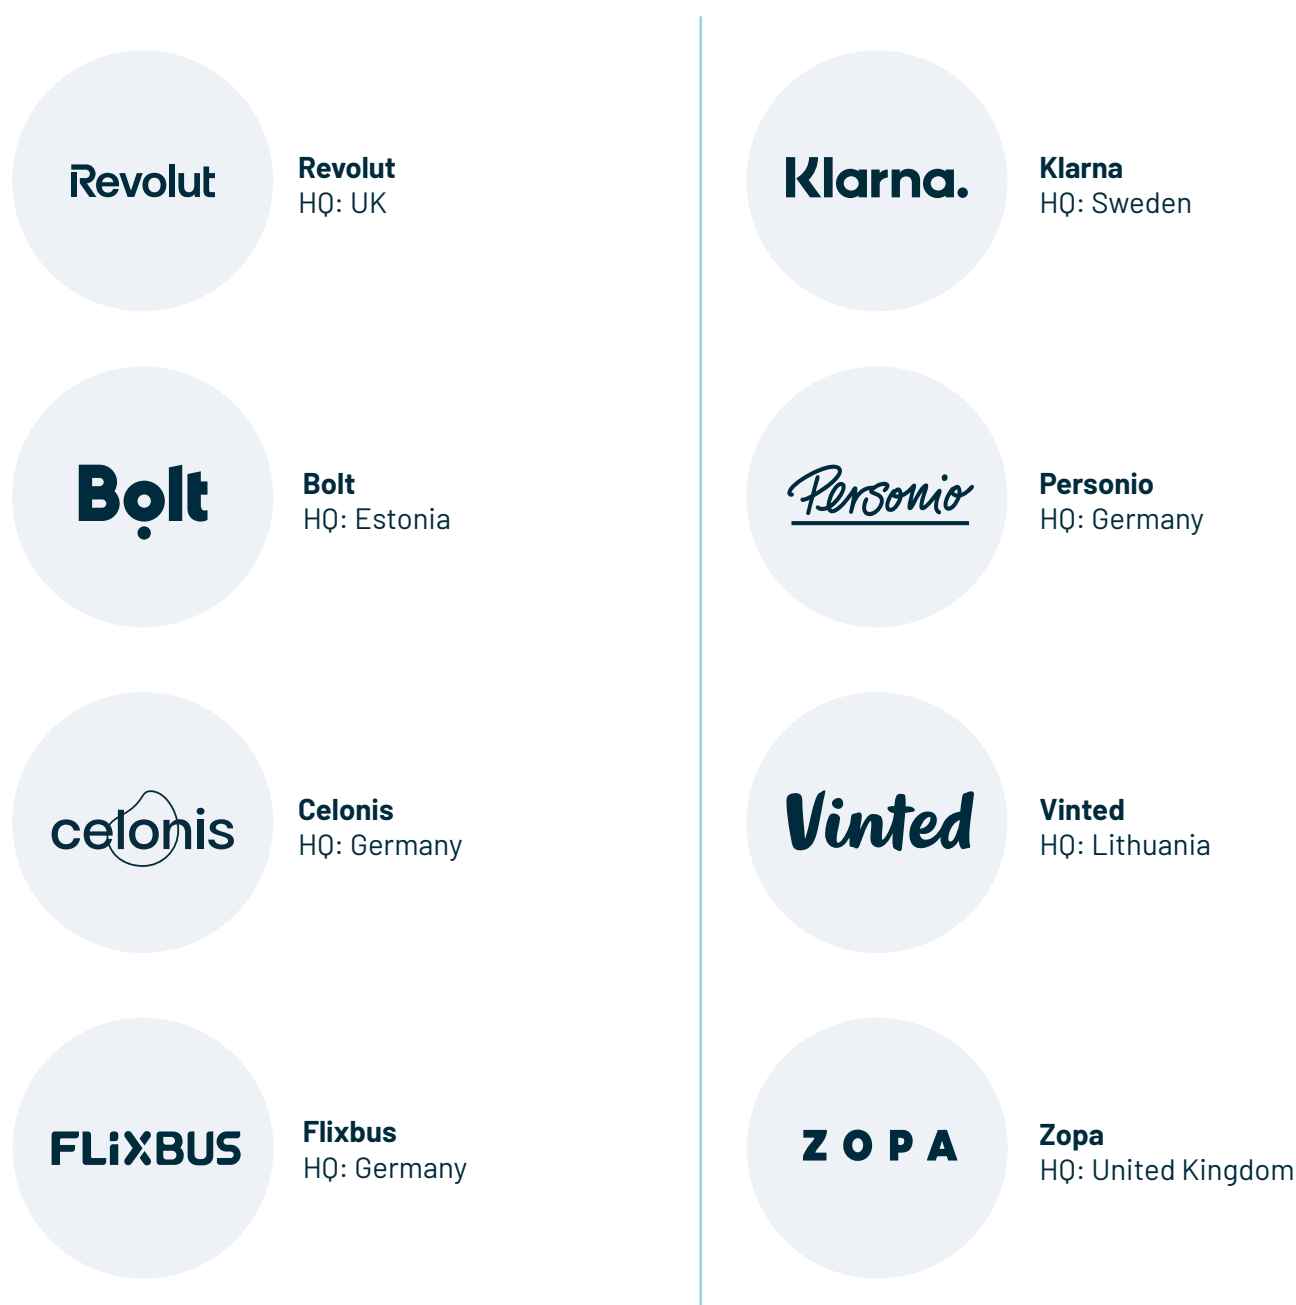 Revolut
Revolut
HQ: UK
Bolt
Bolt
HQ: Estonia
celonis
Celonis
HQ: Germany
FLiXBUS
Flixbus
HQ: Germany
Klarna.
Klarna
HQ: Sweden
Personio
Personio
HQ: Germany
Vinted
Vinted
HQ: Lithuania
ZOPA
Zopa
HQ: United Kingdom